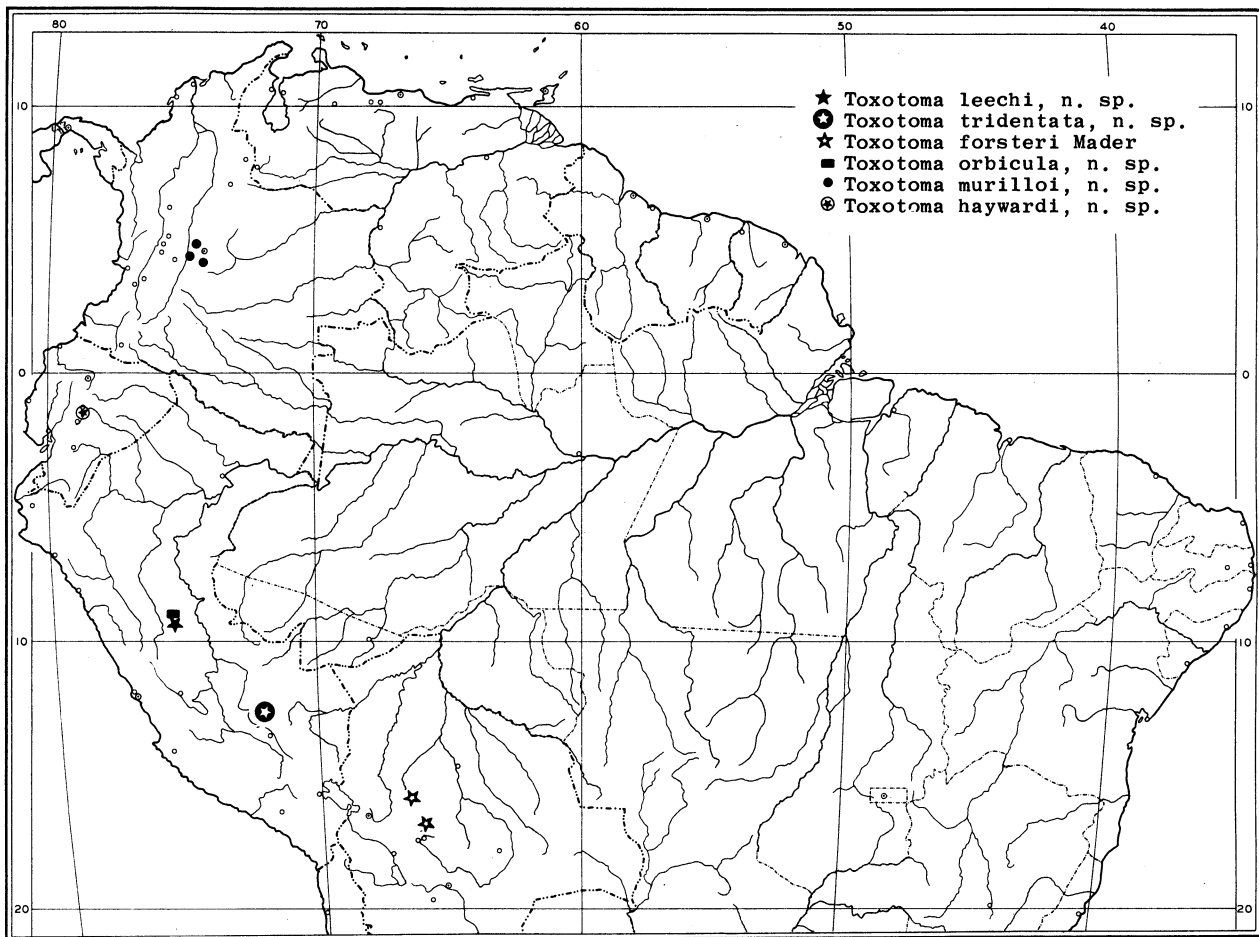 80 70 60 50 40
10 10
★ Toxotoma leechi, n. sp.
✪ Toxotoma tridentata, n. sp.
☆ Toxotoma forsteri Mader
■ Toxotoma orbicula, n. sp.
● Toxotoma murilloi, n. sp.
⍟ Toxotoma haywardi, n. sp.
0 0
10 10
20 20